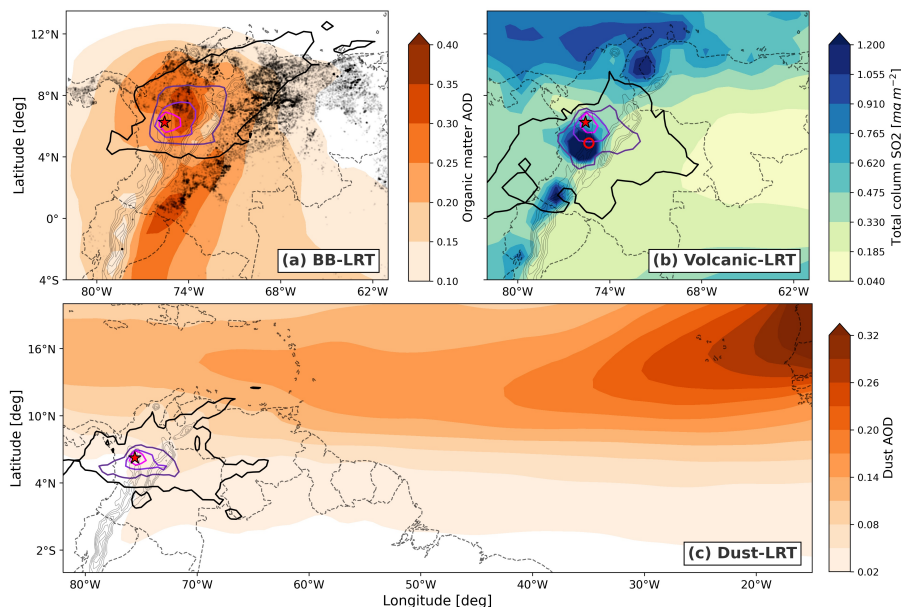 12°N
8°N
4°N
0°
4°S
Latitude [deg]
80°W
74°W
68°W
62°W
(a) BB-LRT
0.40
0.35
0.30
0.25
0.20
0.15
0.10
Organic matter AOD
80°W
74°W
68°W
62°W
(b) Volcanic-LRT
1.200
1.055
0.910
0.765
0.620
0.475
0.330
0.185
0.040
Total column SO2 [mg m⁻²]
16°N
10°N
4°N
2°S
Latitude [deg]
80°W
70°W
60°W
50°W
40°W
30°W
20°W
Longitude [deg]
(c) Dust-LRT
0.32
0.26
0.20
0.14
0.08
0.02
Dust AOD